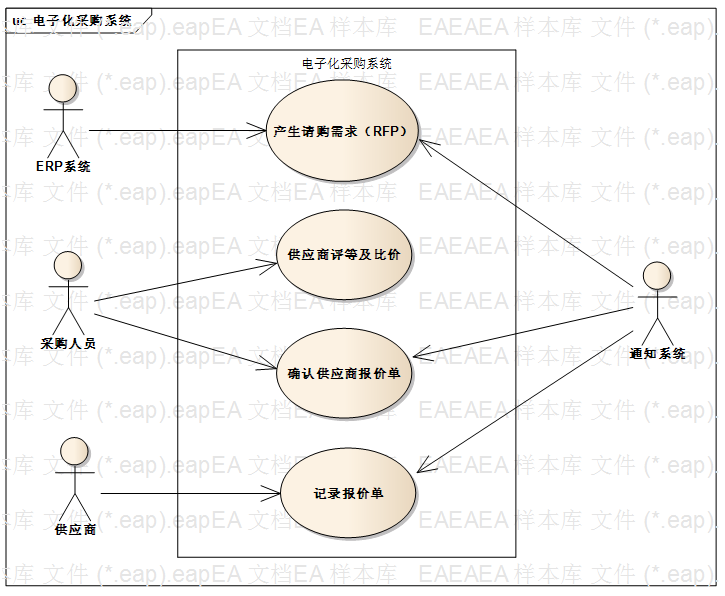 uc 电子化采购系统
电子化采购系统
产生请购需求（RFP）
ERP系统
供应商评等及比价
采购人员
通知系统
确认供应商报价单
记录报价单
供应商
本库 文件 (*.eap).eapEA 文档EA 样本库 EAEAEA 样本库 文件 (*.eap)